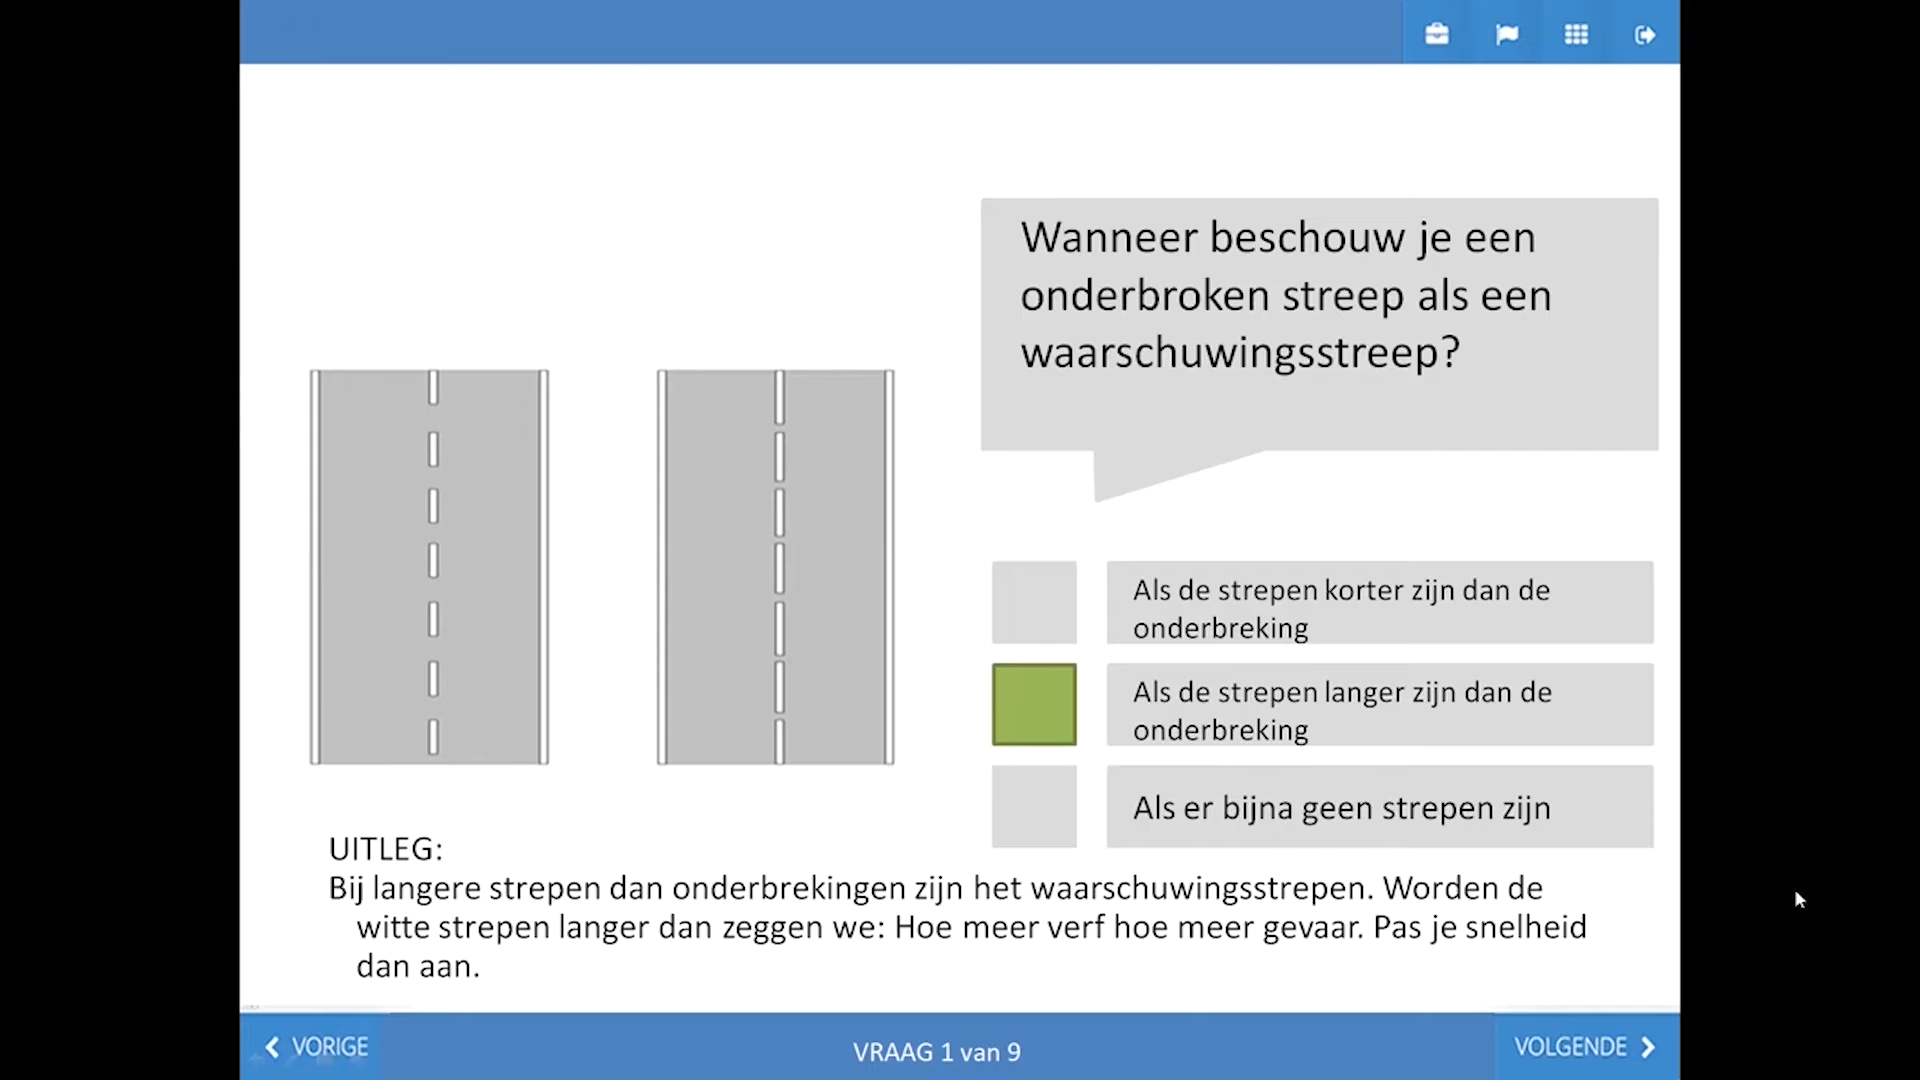 Wanneer beschouw je een
onderbroken streep als een
waarschuwingsstreep?
Als de strepen korter zijn dan de
onderbreking
Als de strepen langer zijn dan de
onderbreking
Als er bijna geen strepen zijn
UITLEG:
Bij langere strepen dan onderbrekingen zijn het waarschuwingsstrepen. Worden de
witte strepen langer dan zeggen we: Hoe meer verf hoe meer gevaar. Pas je snelheid
dan aan.
VORIGE
VRAAG 1 van 9
VOLGENDE